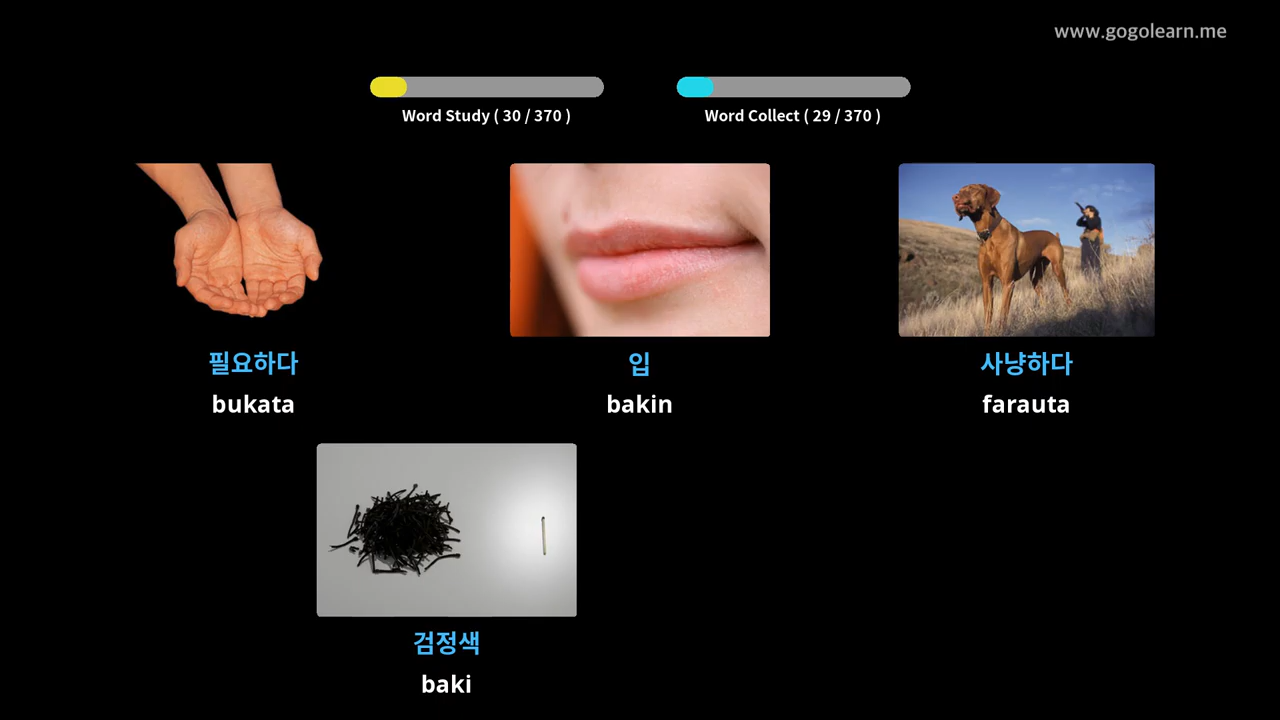 www.gogolearn.me
Word Study ( 30 / 370 )
Word Collect ( 29 / 370 )
필요하다
bukata
입
bakin
사냥하다
farauta
검정색
baki